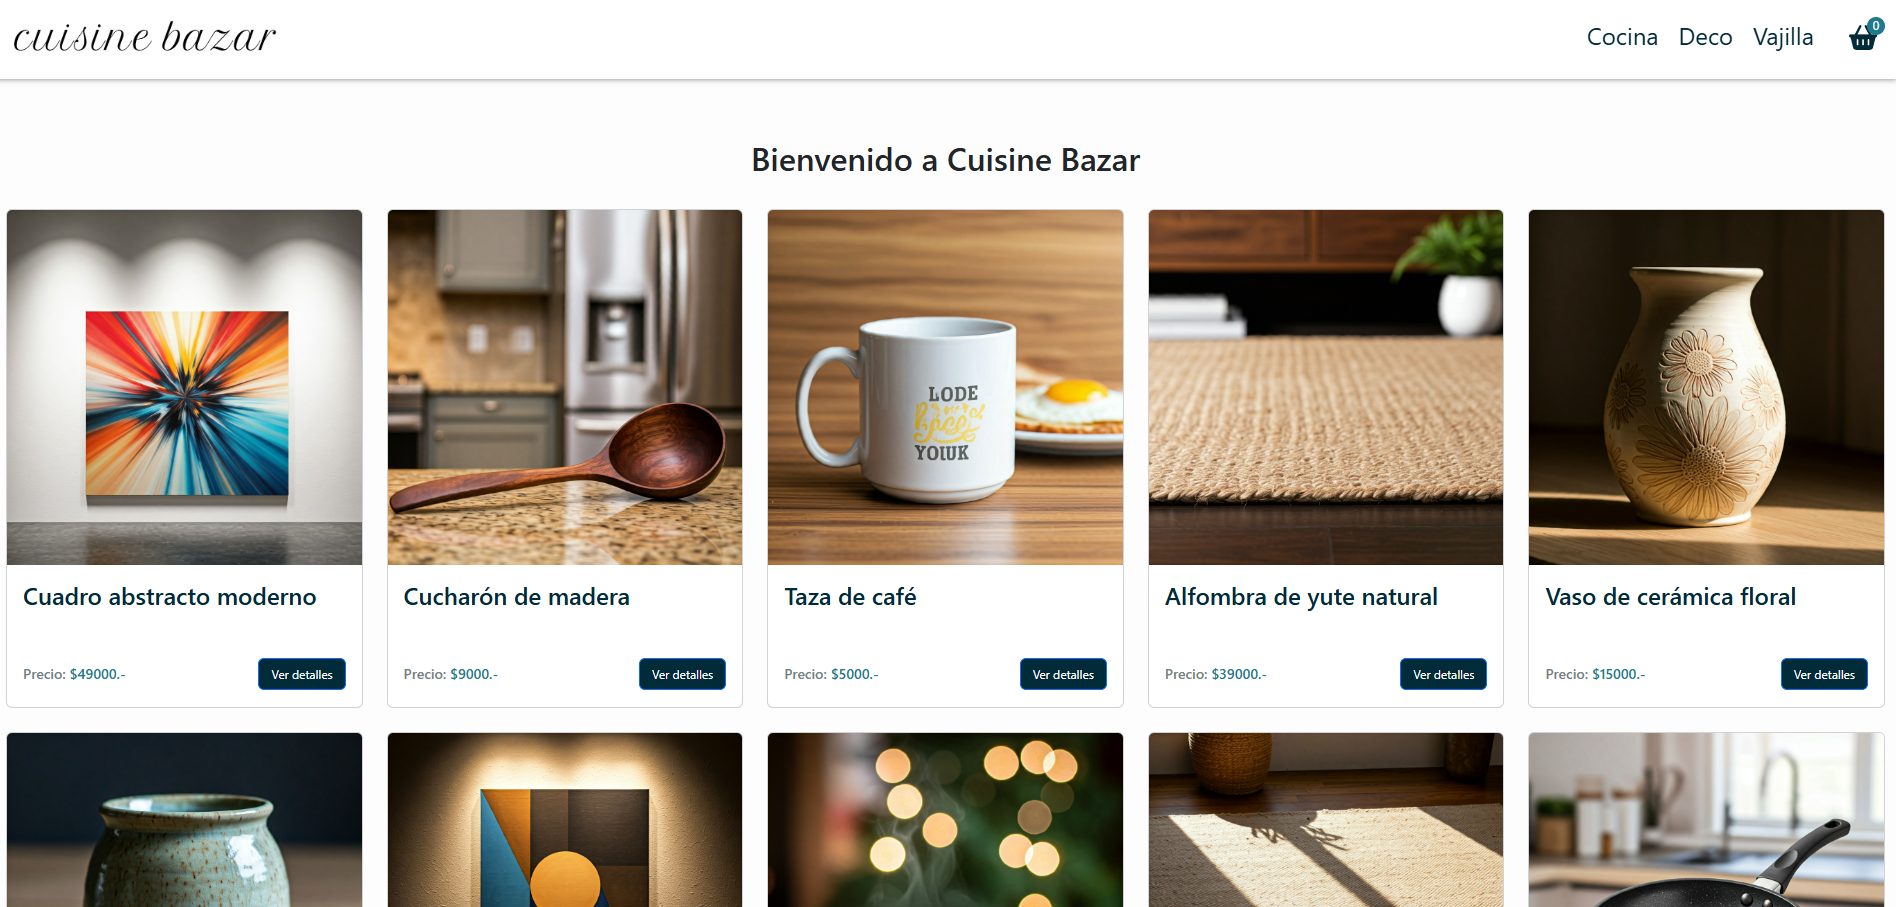 cuisine bazar
Cocina Deco Vajilla 0
Bienvenido a Cuisine Bazar
LODE
YOIUK
Cuadro abstracto moderno
Precio: $49000.- Ver detalles
Cucharón de madera
Precio: $9000.- Ver detalles
Taza de café
Precio: $5000.- Ver detalles
Alfombra de yute natural
Precio: $39000.- Ver detalles
Vaso de cerámica floral
Precio: $15000.- Ver detalles